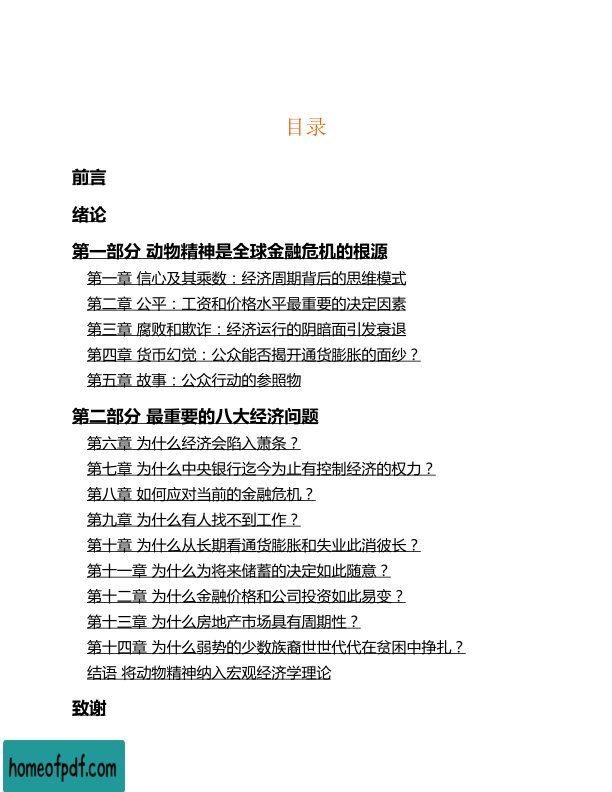 目录
前言
绪论
第一部分 动物精神是全球金融危机的根源
第一章 信心及其乘数：经济周期背后的思维模式
第二章 公平：工资和价格水平最重要的决定因素
第三章 腐败和欺诈：经济运行的阴暗面引发衰退
第四章 货币幻觉：公众能否揭开通货膨胀的面纱？
第五章 故事：公众行动的参照物
第二部分 最重要的八大经济问题
第六章 为什么经济会陷入萧条？
第七章 为什么中央银行迄今为止有控制经济的权力？
第八章 如何应对当前的金融危机？
第九章 为什么有人找不到工作？
第十章 为什么从长期看通货膨胀和失业此消彼长？
第十一章 为什么为将来储蓄的决定如此随意？
第十二章 为什么金融价格和公司投资如此易变？
第十三章 为什么房地产市场具有周期性？
第十四章 为什么弱势的少数族裔世世代代在贫困中挣扎？
结语 将动物精神纳入宏观经济学理论
致谢
homeofpdf.com